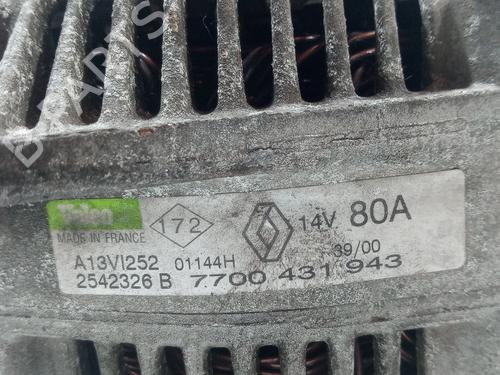 Valeo
MADE IN FRANCE
172
14V 80A
39/00
A13VI252 01144H
2542326 B 7700 431 943